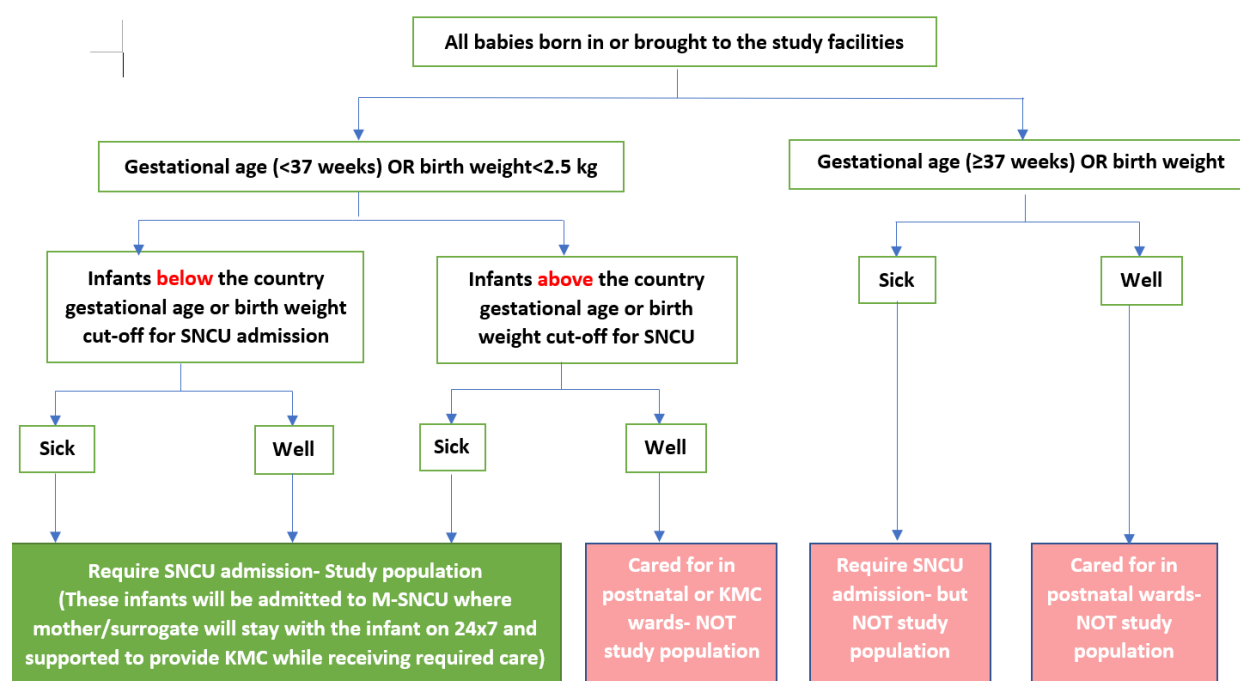 All babies born in or brought to the study facilities
Gestational age (<37 weeks) OR birth weight<2.5 kg
Gestational age (≥37 weeks) OR birth weight
Infants below the country
gestational age or birth weight
cut-off for SNCU admission
Infants above the country
gestational age or birth
weight cut-off for SNCU
Sick
Well
Sick
Well
Sick
Well
Require SNCU admission- Study population
(These infants will be admitted to M-SNCU where
mother/surrogate will stay with the infant on 24x7 and
supported to provide KMC while receiving required care)
Cared for in
postnatal or KMC
wards- NOT
study population
Require SNCU
admission- but
NOT study
population
Cared for in
postnatal wards-
NOT study
population